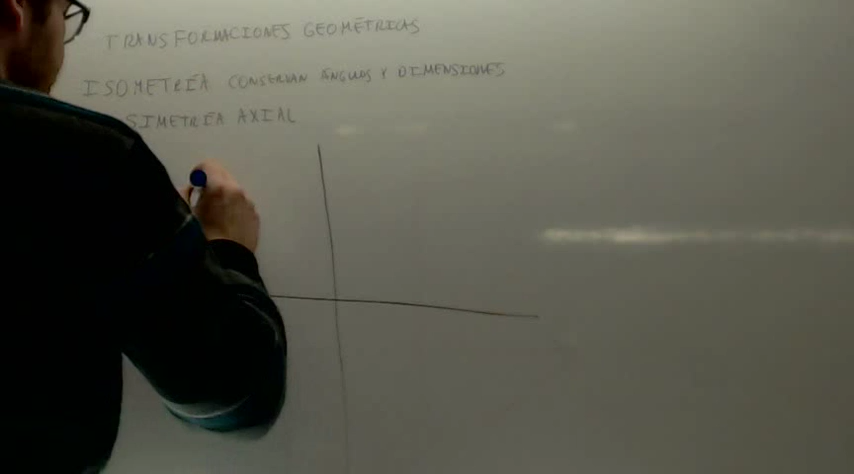 TRANSFORMACIONES GEOMÉTRICAS
ISOMETRÍA CONSERVAN ÁNGULOS Y DIMENSIONES
SIMETRÍA AXIAL